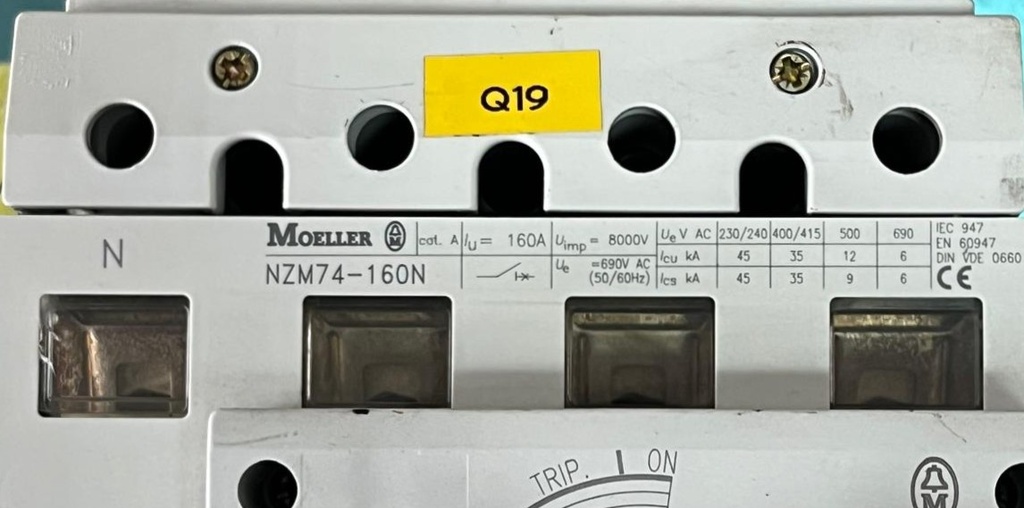 Q19
N
MOELLER cat. A Iu= 160A Uimp= 8000V Ue V AC 230/240 400/415 500 690 IEC 947
Icu kA 45 35 12 6 EN 60947
NZM74-160N Ue =690V AC (50/60Hz) Ics kA 45 35 9 6 DIN VDE 0660
CE
TRIP. I ON
M